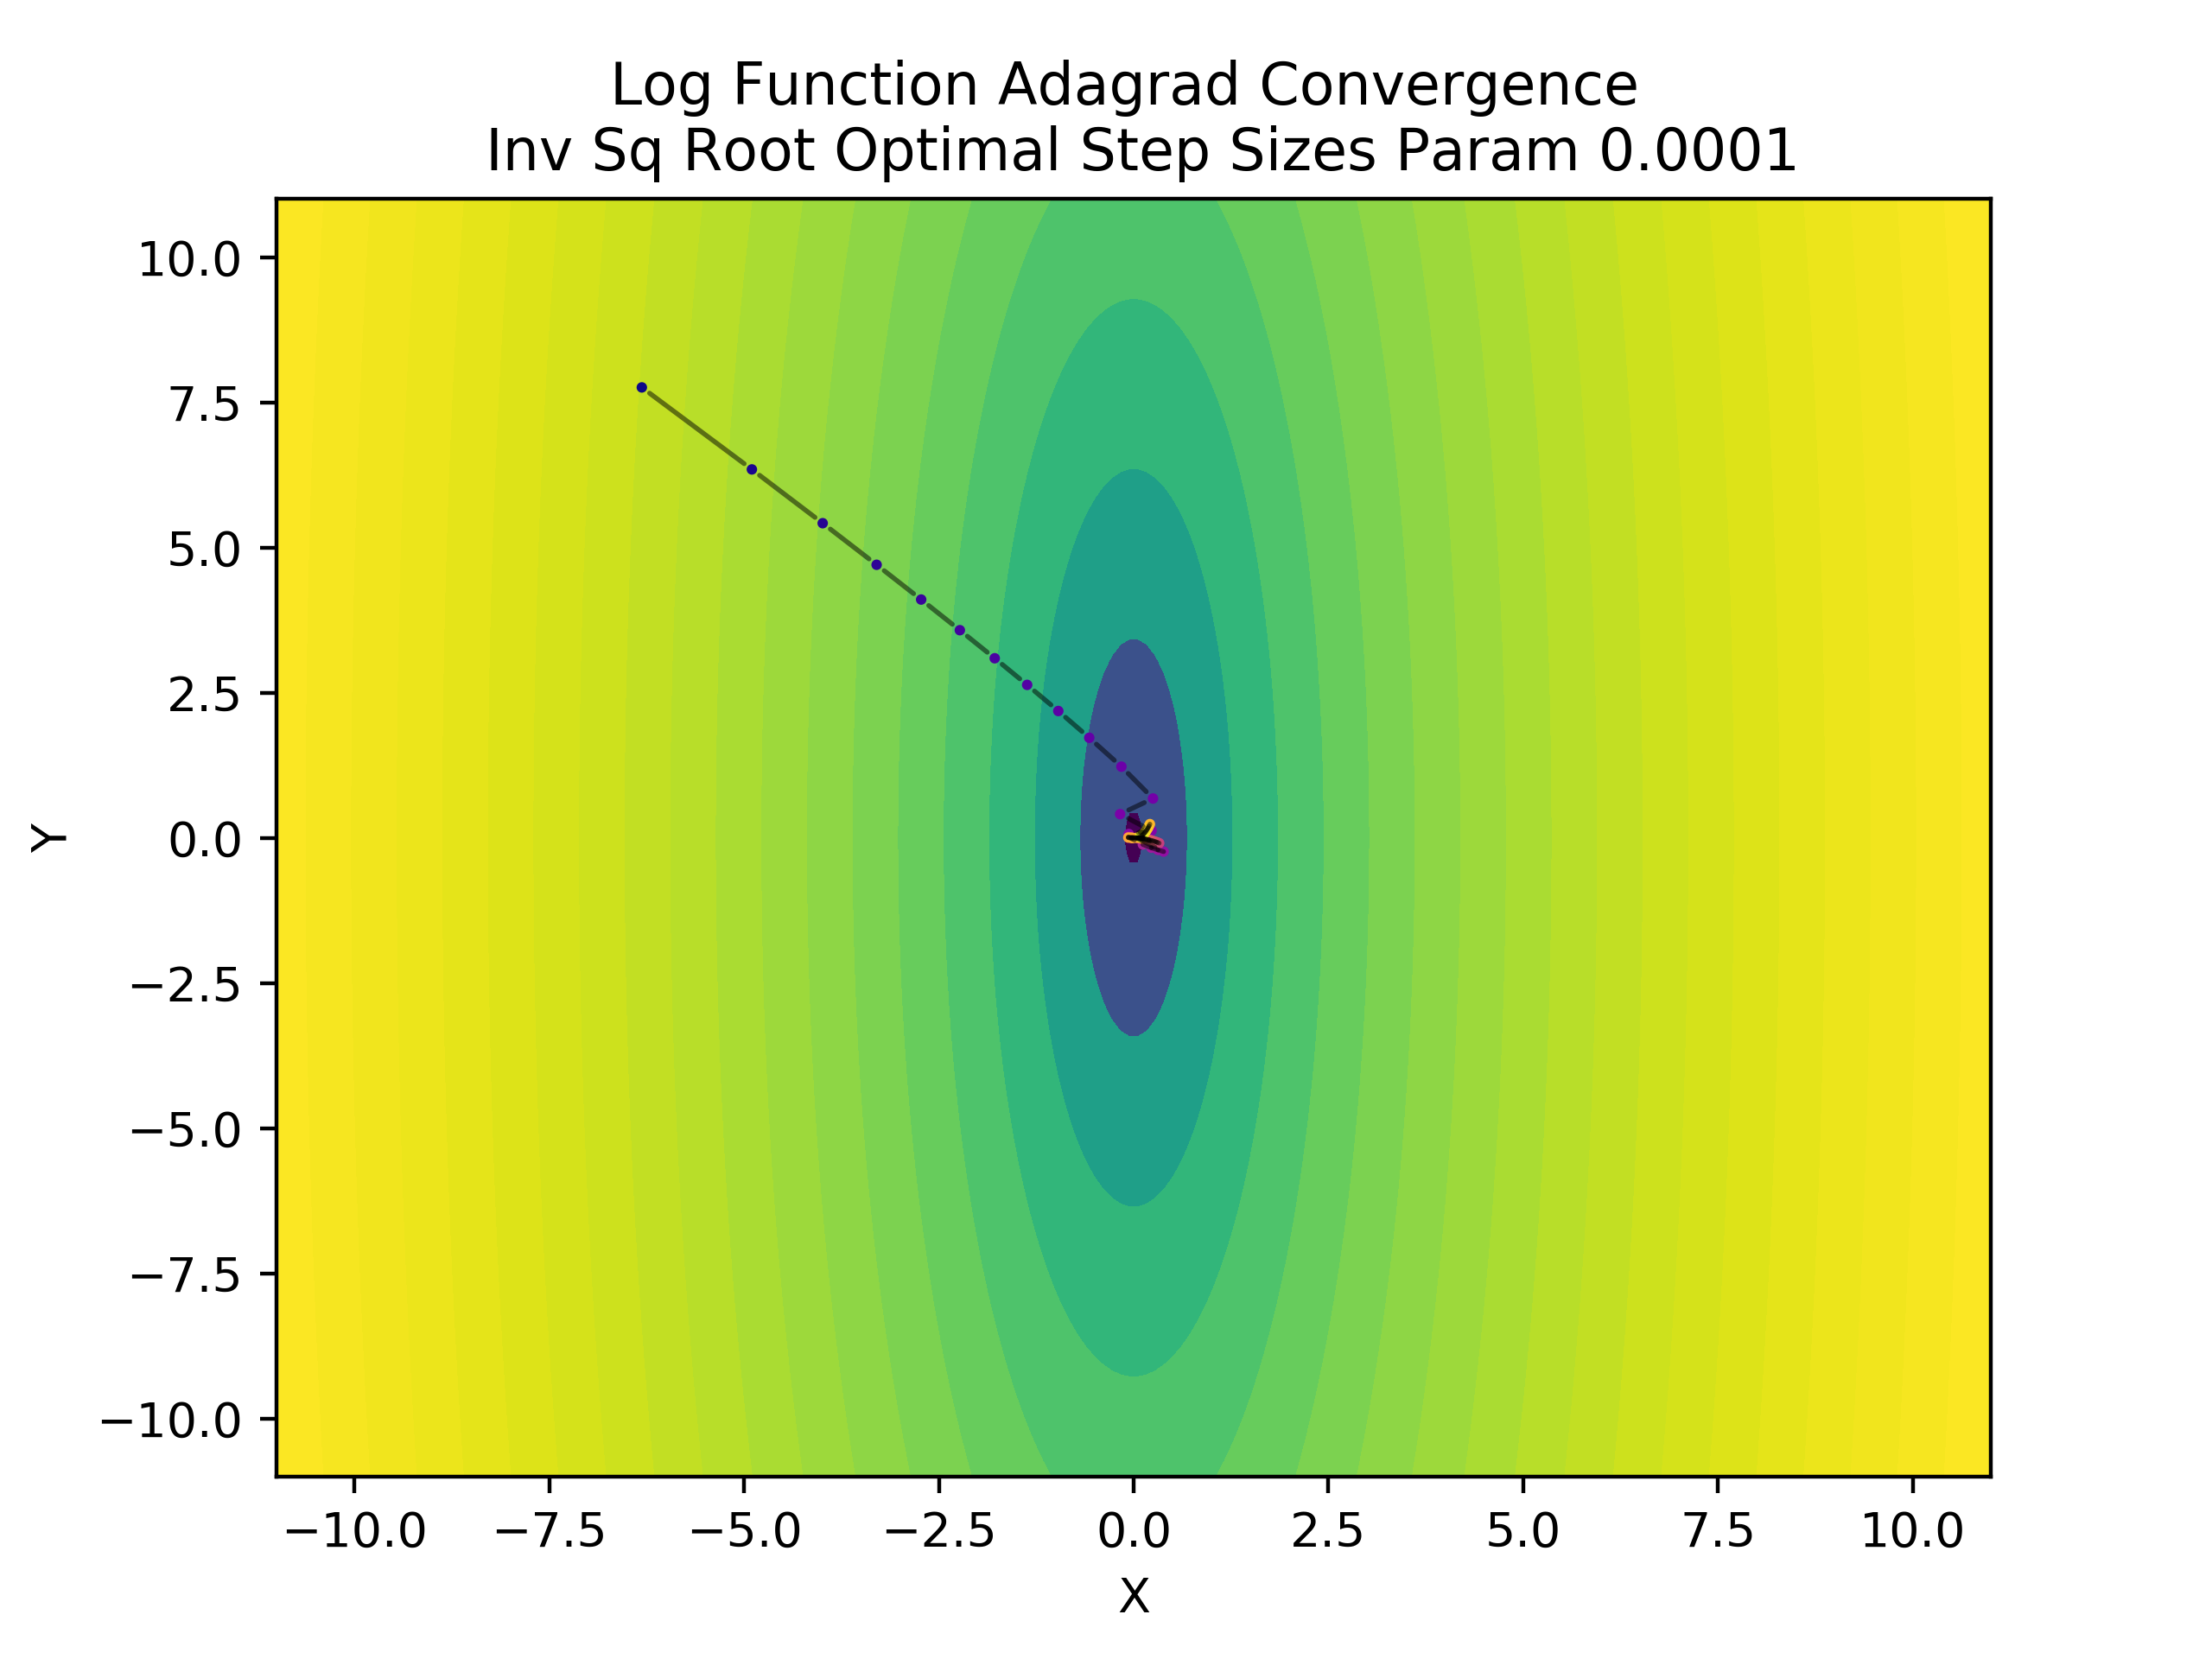 Log Function Adagrad Convergence
Inv Sq Root Optimal Step Sizes Param 0.0001
10.0
7.5
5.0
2.5
0.0
−2.5
−5.0
−7.5
−10.0
Y
−10.0 −7.5 −5.0 −2.5 0.0 2.5 5.0 7.5 10.0
X